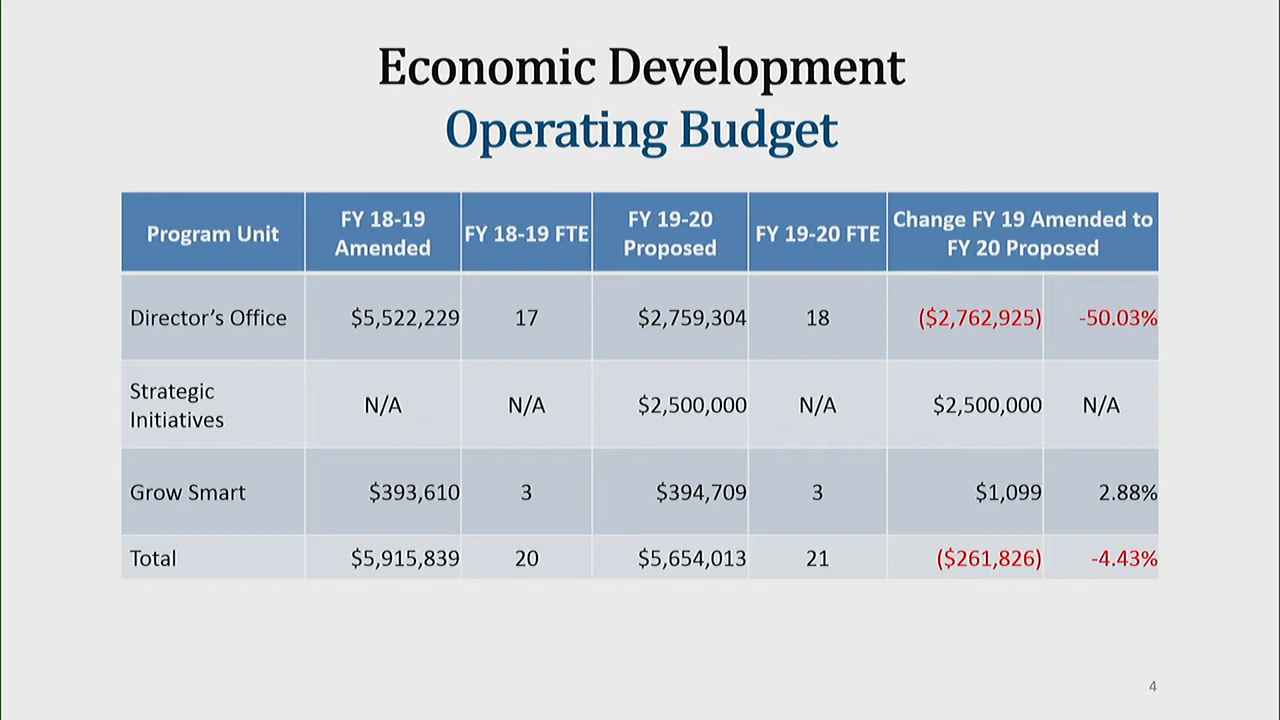 Economic Development
Operating Budget
Program Unit
FY 18-19
Amended
FY 18-19 FTE
FY 19-20
Proposed
FY 19-20 FTE
Change FY 19 Amended to
FY 20 Proposed
Director’s Office
$5,522,229
17
$2,759,304
18
($2,762,925)
-50.03%
Strategic
Initiatives
N/A
N/A
$2,500,000
N/A
$2,500,000
N/A
Grow Smart
$393,610
3
$394,709
3
$1,099
2.88%
Total
$5,915,839
20
$5,654,013
21
($261,826)
-4.43%
4